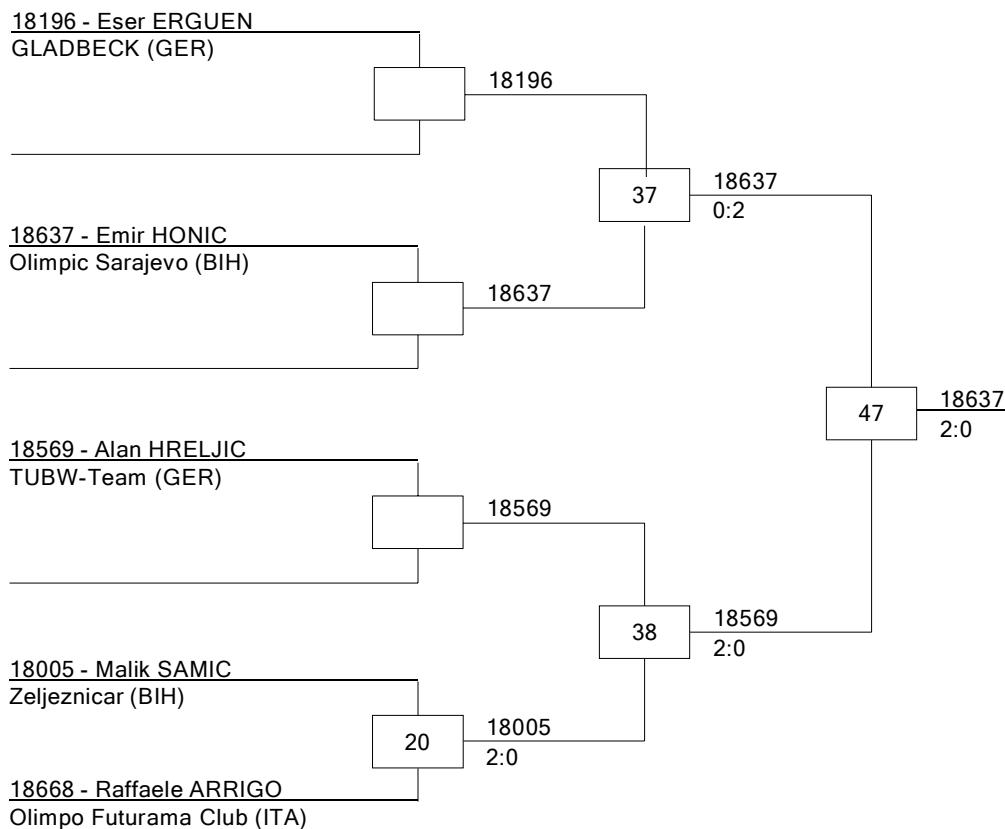 18196 - Eser ERGUEN
GLADBECK (GER)
18196
37
18637
0:2
18637 - Emir HONIC
Olimpic Sarajevo (BIH)
18637
47
18637
2:0
18569 - Alan HRELJIC
TUBW-Team (GER)
18569
38
18569
2:0
18005 - Malik SAMIC
Zeljeznicar (BIH)
20
18005
2:0
18668 - Raffaele ARRIGO
Olimpo Futurama Club (ITA)